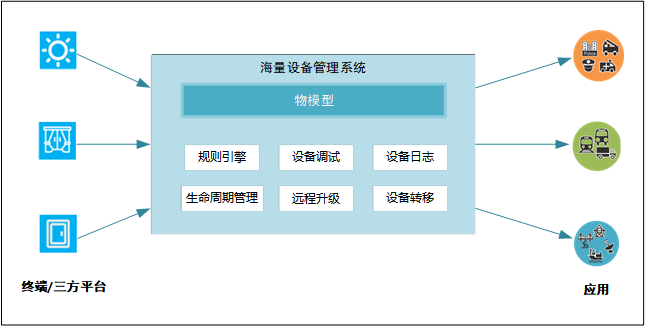 海量设备管理系统
物模型
规则引擎
设备调试
设备日志
生命周期管理
远程升级
设备转移
终端/三方平台
应用